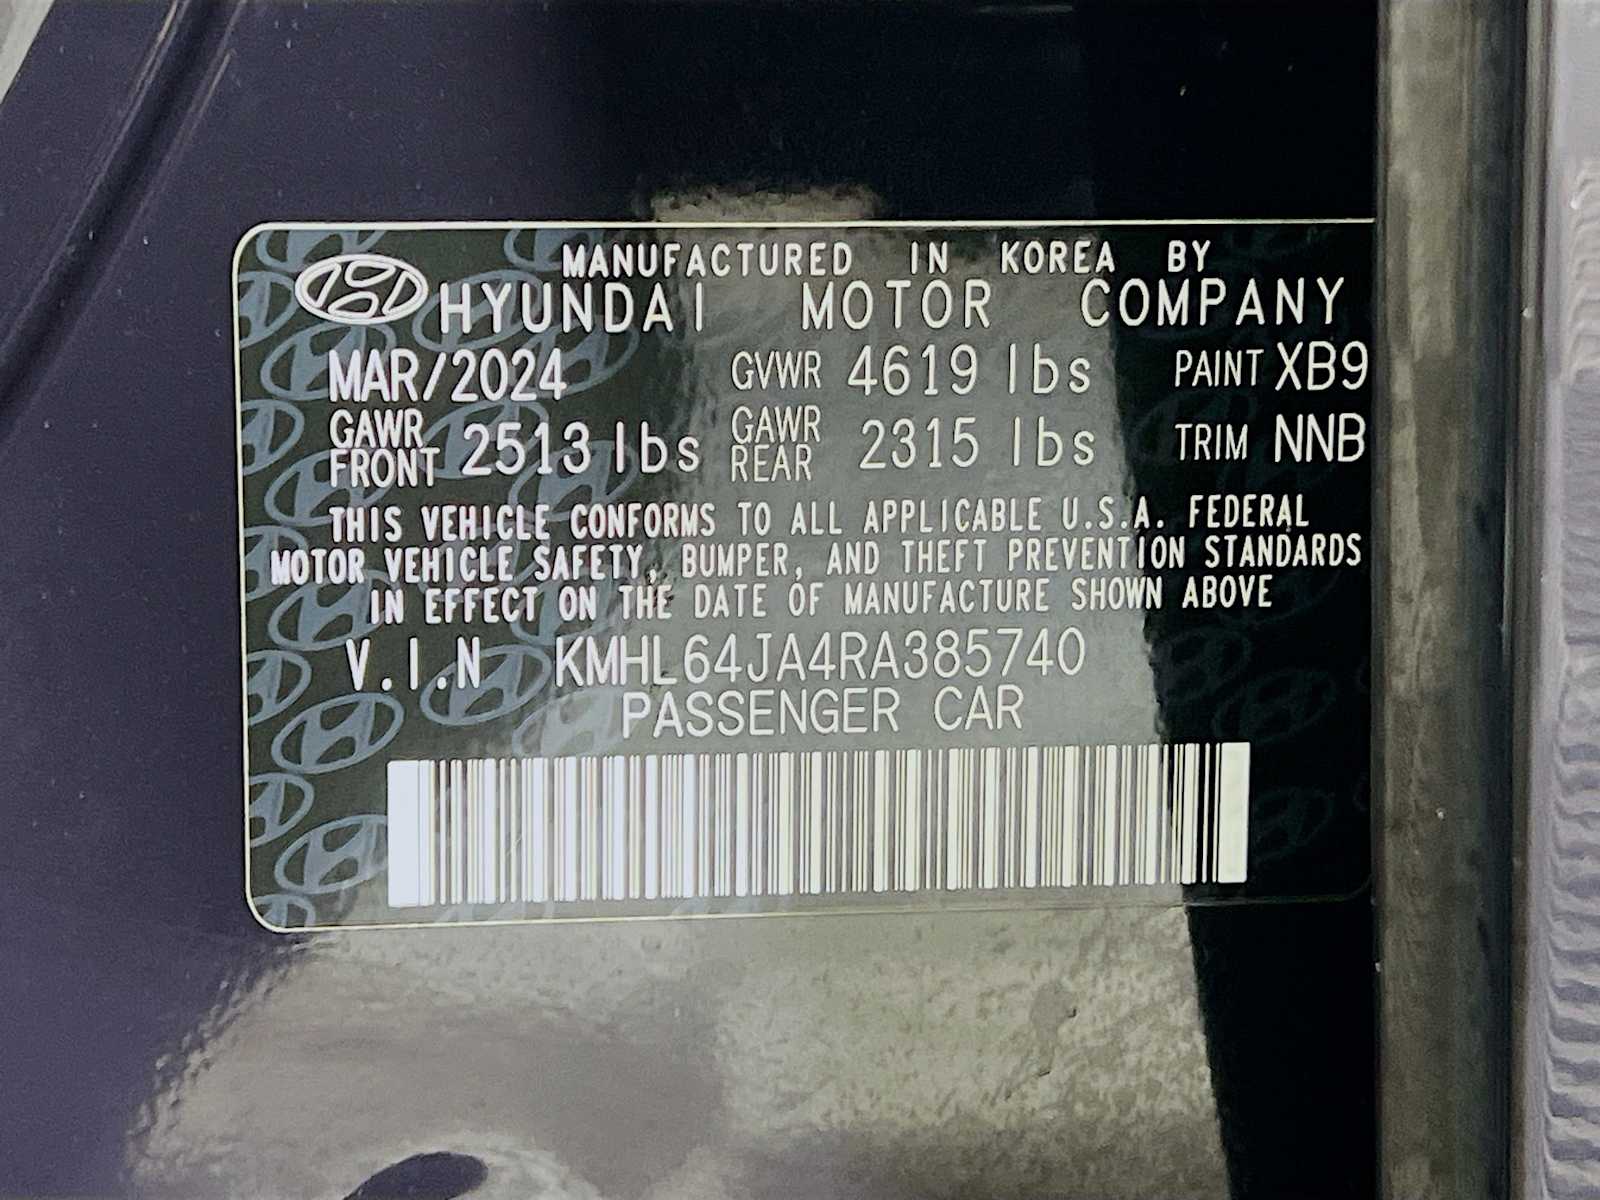 MANUFACTURED IN KOREA BY
HYUNDAI MOTOR COMPANY
MAR/2024 GVWR 4619 lbs PAINT XB9
GAWR FRONT 2513 lbs GAWR REAR 2315 lbs TRIM NNB
THIS VEHICLE CONFORMS TO ALL APPLICABLE U.S.A. FEDERAL
MOTOR VEHICLE SAFETY, BUMPER, AND THEFT PREVENTION STANDARDS
IN EFFECT ON THE DATE OF MANUFACTURE SHOWN ABOVE
V.I.N KMHL64JA4RA385740
PASSENGER CAR